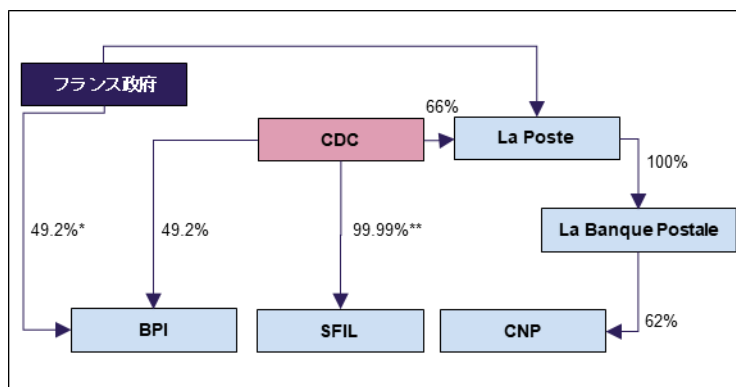 フランス政府
66%
CDC
La Poste
100%
La Banque Postale
49.2%*
49.2%
99.99%**
BPI
SFIL
CNP
62%